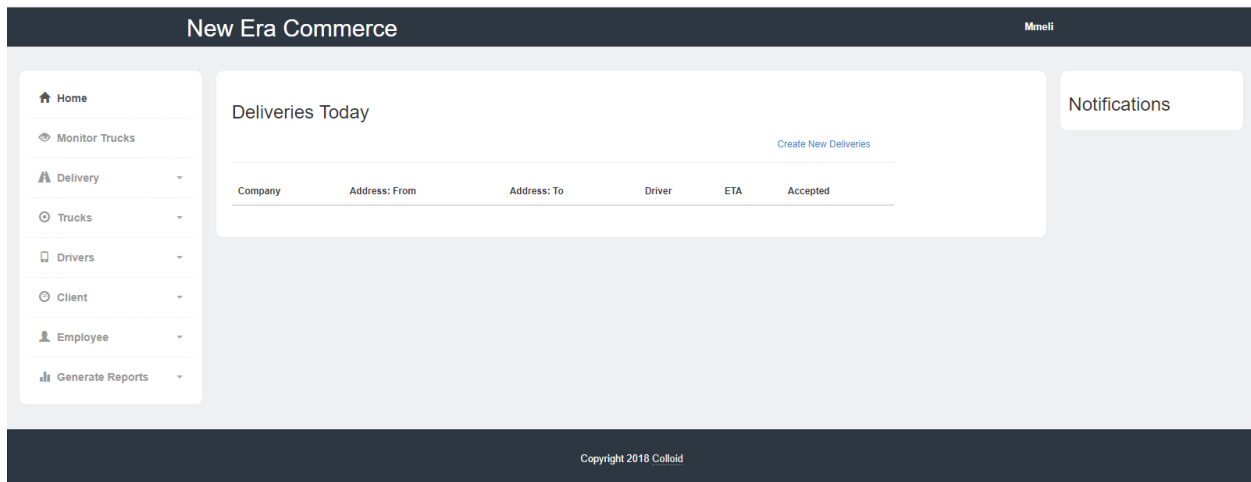 New Era Commerce
Mmeli
Home
Monitor Trucks
Delivery
Trucks
Drivers
Client
Employee
Generate Reports
Deliveries Today
Create New Deliveries
Company Address: From Address: To Driver ETA Accepted
Notifications
Copyright 2018 Colloid